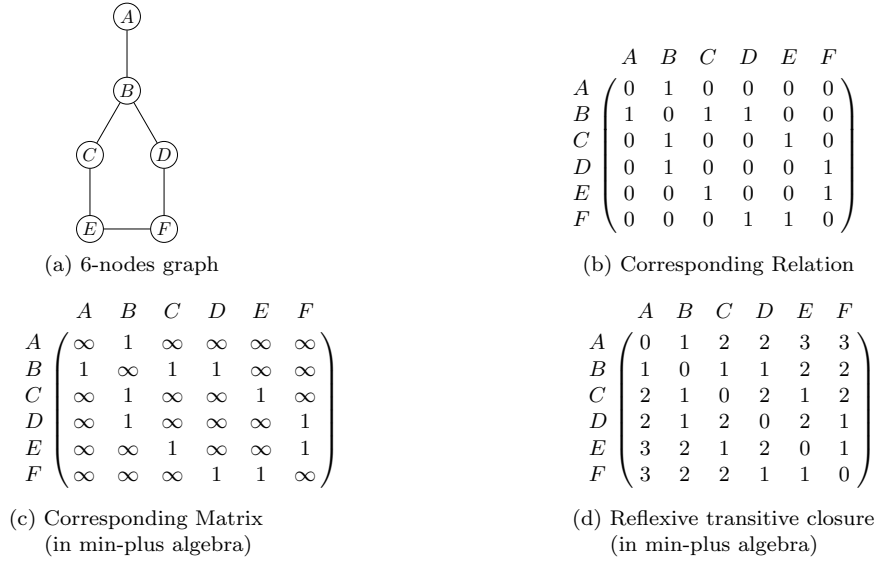 A
B
C
D
E
F
(a) 6-nodes graph
A B C D E F
A 0 1 0 0 0 0
B 1 0 1 1 0 0
C 0 1 0 0 1 0
D 0 1 0 0 0 1
E 0 0 1 0 0 1
F 0 0 0 1 1 0
(b) Corresponding Relation
A B C D E F
A ∞ 1 ∞ ∞ ∞ ∞
B 1 ∞ 1 1 ∞ ∞
C ∞ 1 ∞ ∞ 1 ∞
D ∞ 1 ∞ ∞ ∞ 1
E ∞ ∞ 1 ∞ ∞ 1
F ∞ ∞ ∞ 1 1 ∞
(c) Corresponding Matrix
(in min-plus algebra)
A B C D E F
A 0 1 2 2 3 3
B 1 0 1 1 2 2
C 2 1 0 2 1 2
D 2 1 2 0 2 1
E 3 2 1 2 0 1
F 3 2 2 1 1 0
(d) Reflexive transitive closure
(in min-plus algebra)